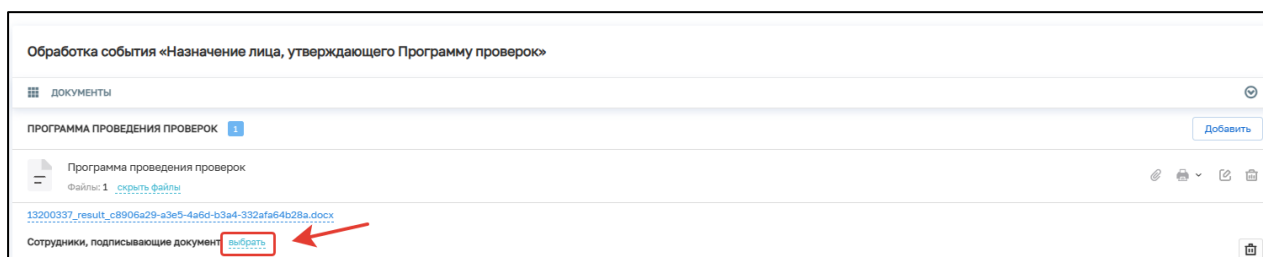 Обработка события «Назначение лица, утверждающего Программу проверок»
ДОКУМЕНТЫ
ПРОГРАММА ПРОВЕДЕНИЯ ПРОВЕРОК 1 Добавить
Программа проведения проверок
Файлы: 1 скрыть файлы
13200337_result_c8906a29-a3e5-4a6d-b3a4-332afa64b28a.docx
Сотрудники, подписывающие документ выбрать